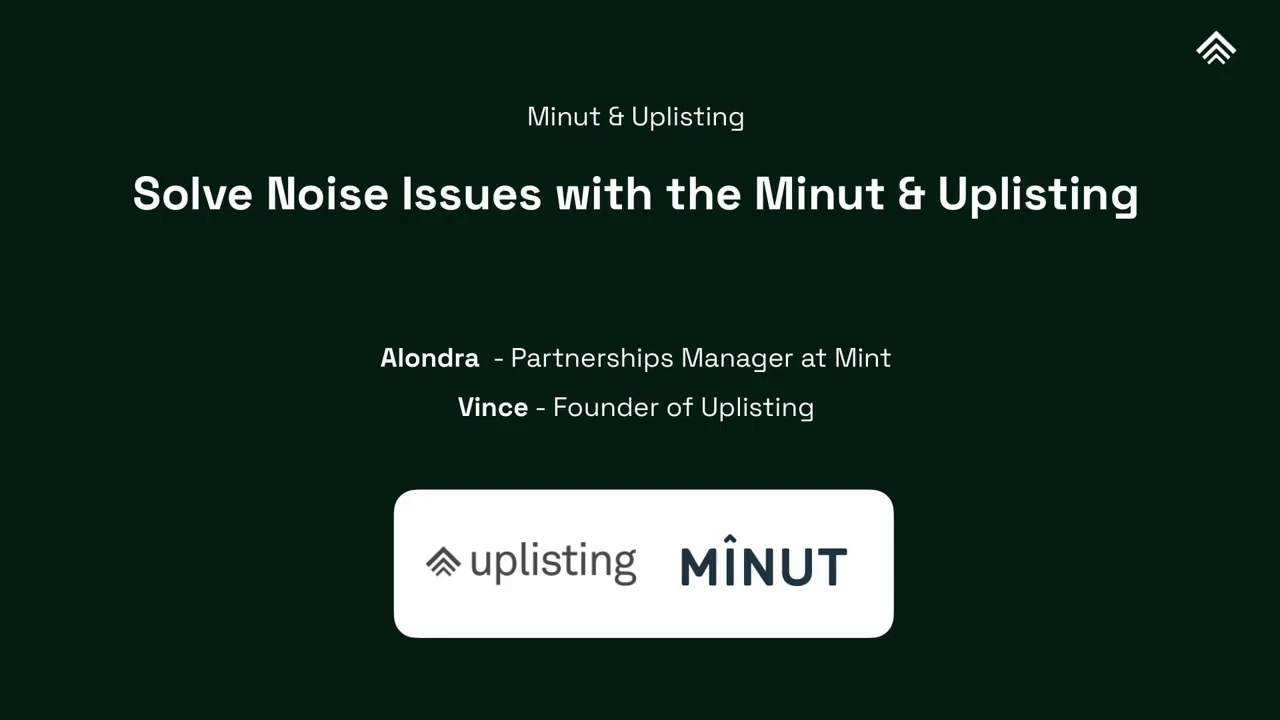 Minut & Uplisting
Solve Noise Issues with the Minut & Uplisting
Alondra - Partnerships Manager at Mint
Vince - Founder of Uplisting
uplisting MÎNUT